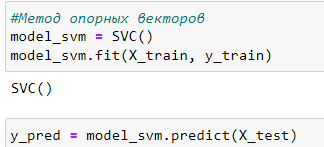 #Метод опорных векторов
model_svm = SVC()
model_svm.fit(X_train, y_train)
SVC()
y_pred = model_svm.predict(X_test)